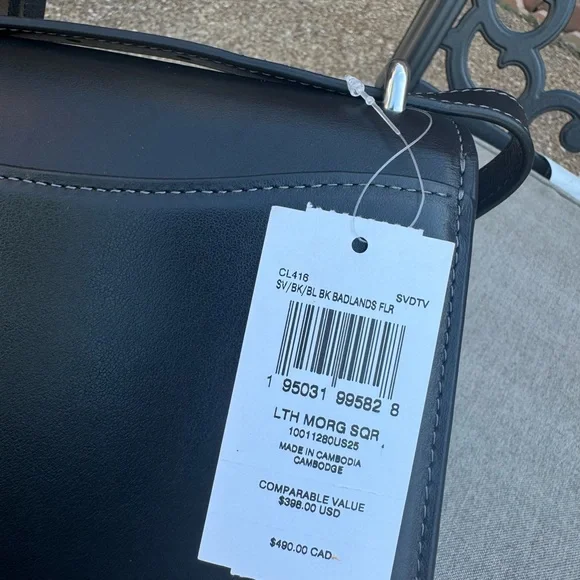 CL416
SVDTV
SV/BK/BL BK BADLANDS FLR
1 95031 99582 8
LTH MORG SQR
10011280US25
MADE IN CAMBODIA
CAMBODGE
COMPARABLE VALUE
$398.00 USD
$490.00 CAD